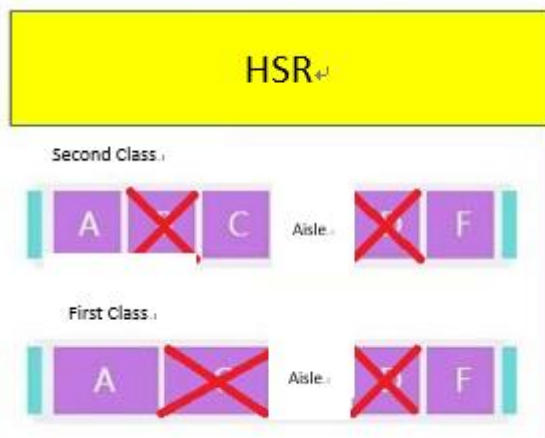 HSR
Second Class
A C Aisle D F
First Class
A C Aisle D F